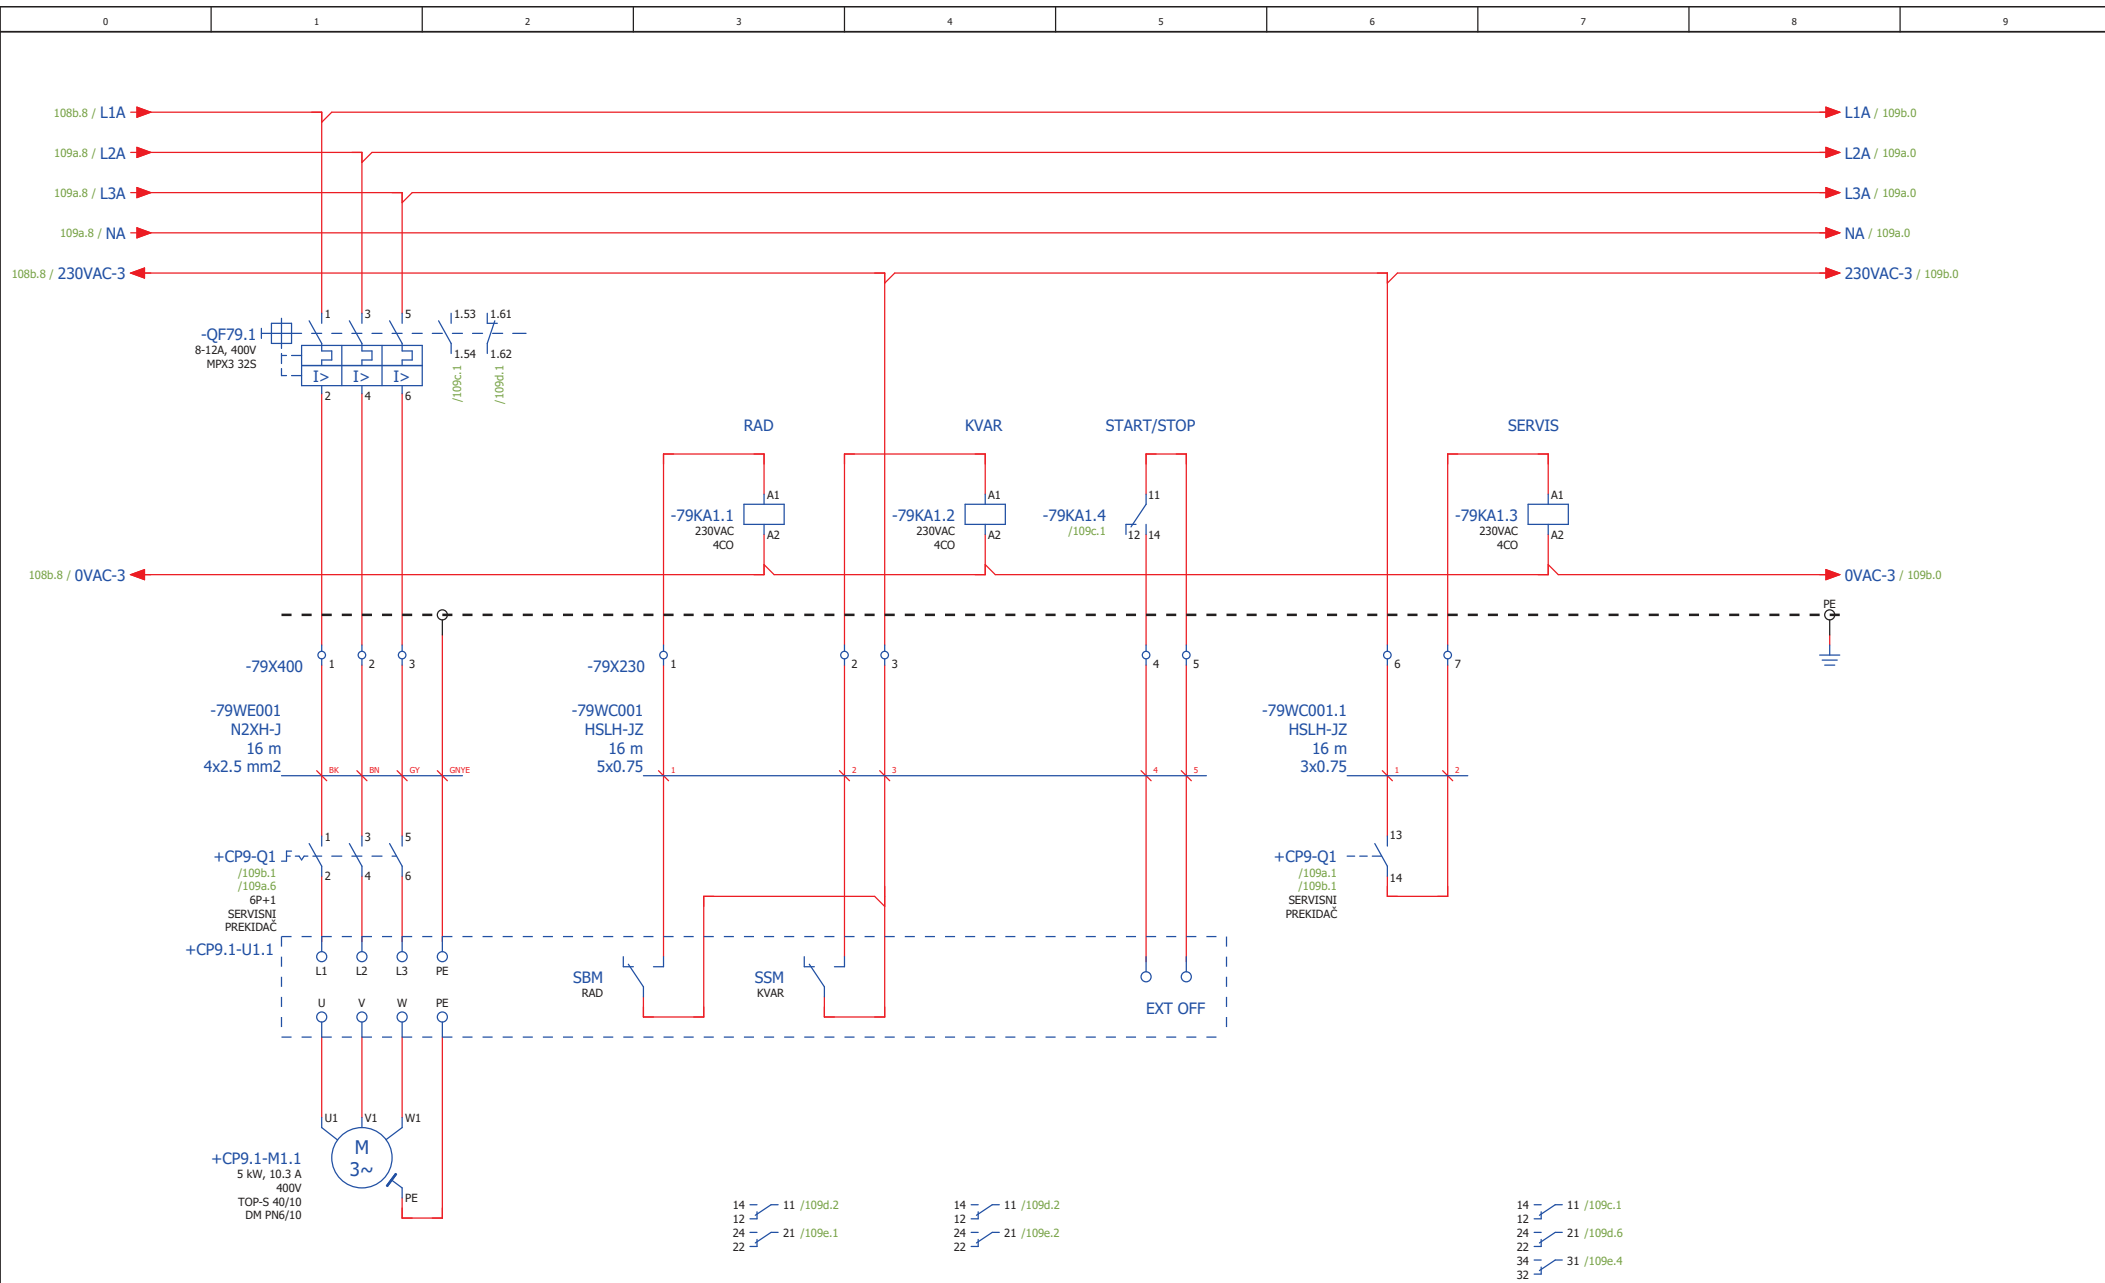 0 1 2 3 4 5 6 7 8 9
108b.8 / L1A
L1A / 109b.0
109a.8 / L2A
L2A / 109a.0
109a.8 / L3A
L3A / 109a.0
109a.8 / NA
NA / 109a.0
108b.8 / 230VAC-3
230VAC-3 / 109b.0
-QF79.1
8-12A, 400V
MPX3 32S
1 3 5 1.53 1.61
1.54 1.62
I> I> I>
2 4 6
/109c.1
/109d.1
RAD
KVAR
START/STOP
SERVIS
-79KA1.1
230VAC
4CO
A1
A2
-79KA1.2
230VAC
4CO
A1
A2
-79KA1.4
/109c.1
11
12 14
-79KA1.3
230VAC
4CO
A1
A2
108b.8 / 0VAC-3
0VAC-3 / 109b.0
PE
-79X400
1 2 3
-79X230
1 2 3 4 5 6 7
-79WE001
N2XH-J
16 m
4x2.5 mm2
BK BN GY GNYE
-79WC001
HSLH-JZ
16 m
5x0.75
1 2 3 4 5
-79WC001.1
HSLH-JZ
16 m
3x0.75
1 2
+CP9-Q1
/109b.1
/109a.6
6P+1
SERVISNI
PREKIDAČ
1 3 5
2 4 6
+CP9-Q1
/109a.1
/109b.1
SERVISNI
PREKIDAČ
13
14
+CP9.1-U1.1
L1 L2 L3 PE
U V W PE
SBM
RAD
SSM
KVAR
EXT OFF
U1 V1 W1
M
3~
PE
+CP9.1-M1.1
5 kW, 10.3 A
400V
TOP-S 40/10
DM PN6/10
14 11 /109d.2
12
24 21 /109e.1
22
14 11 /109d.2
12
24 21 /109e.2
22
14 11 /109c.1
12
24 21 /109d.6
22
34 31 /109e.4
32